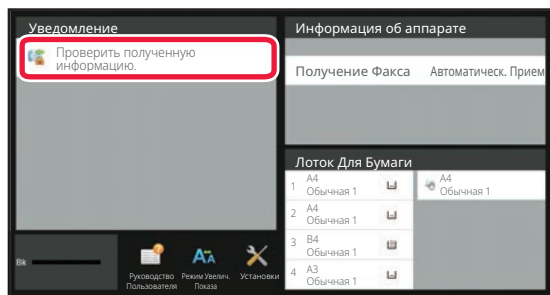 Уведомление
Проверить полученную
информацию.
Информация об аппарате
Получение Факса Автоматическ. Прием
Лоток Для Бумаги
1 A4
Обычная 1
A4
Обычная 1
2 A4
Обычная 1
3 B4
Обычная 1
4 A3
Обычная 1
Bk
Руководство
Пользователя
Режим Увелич.
Показа
Установки